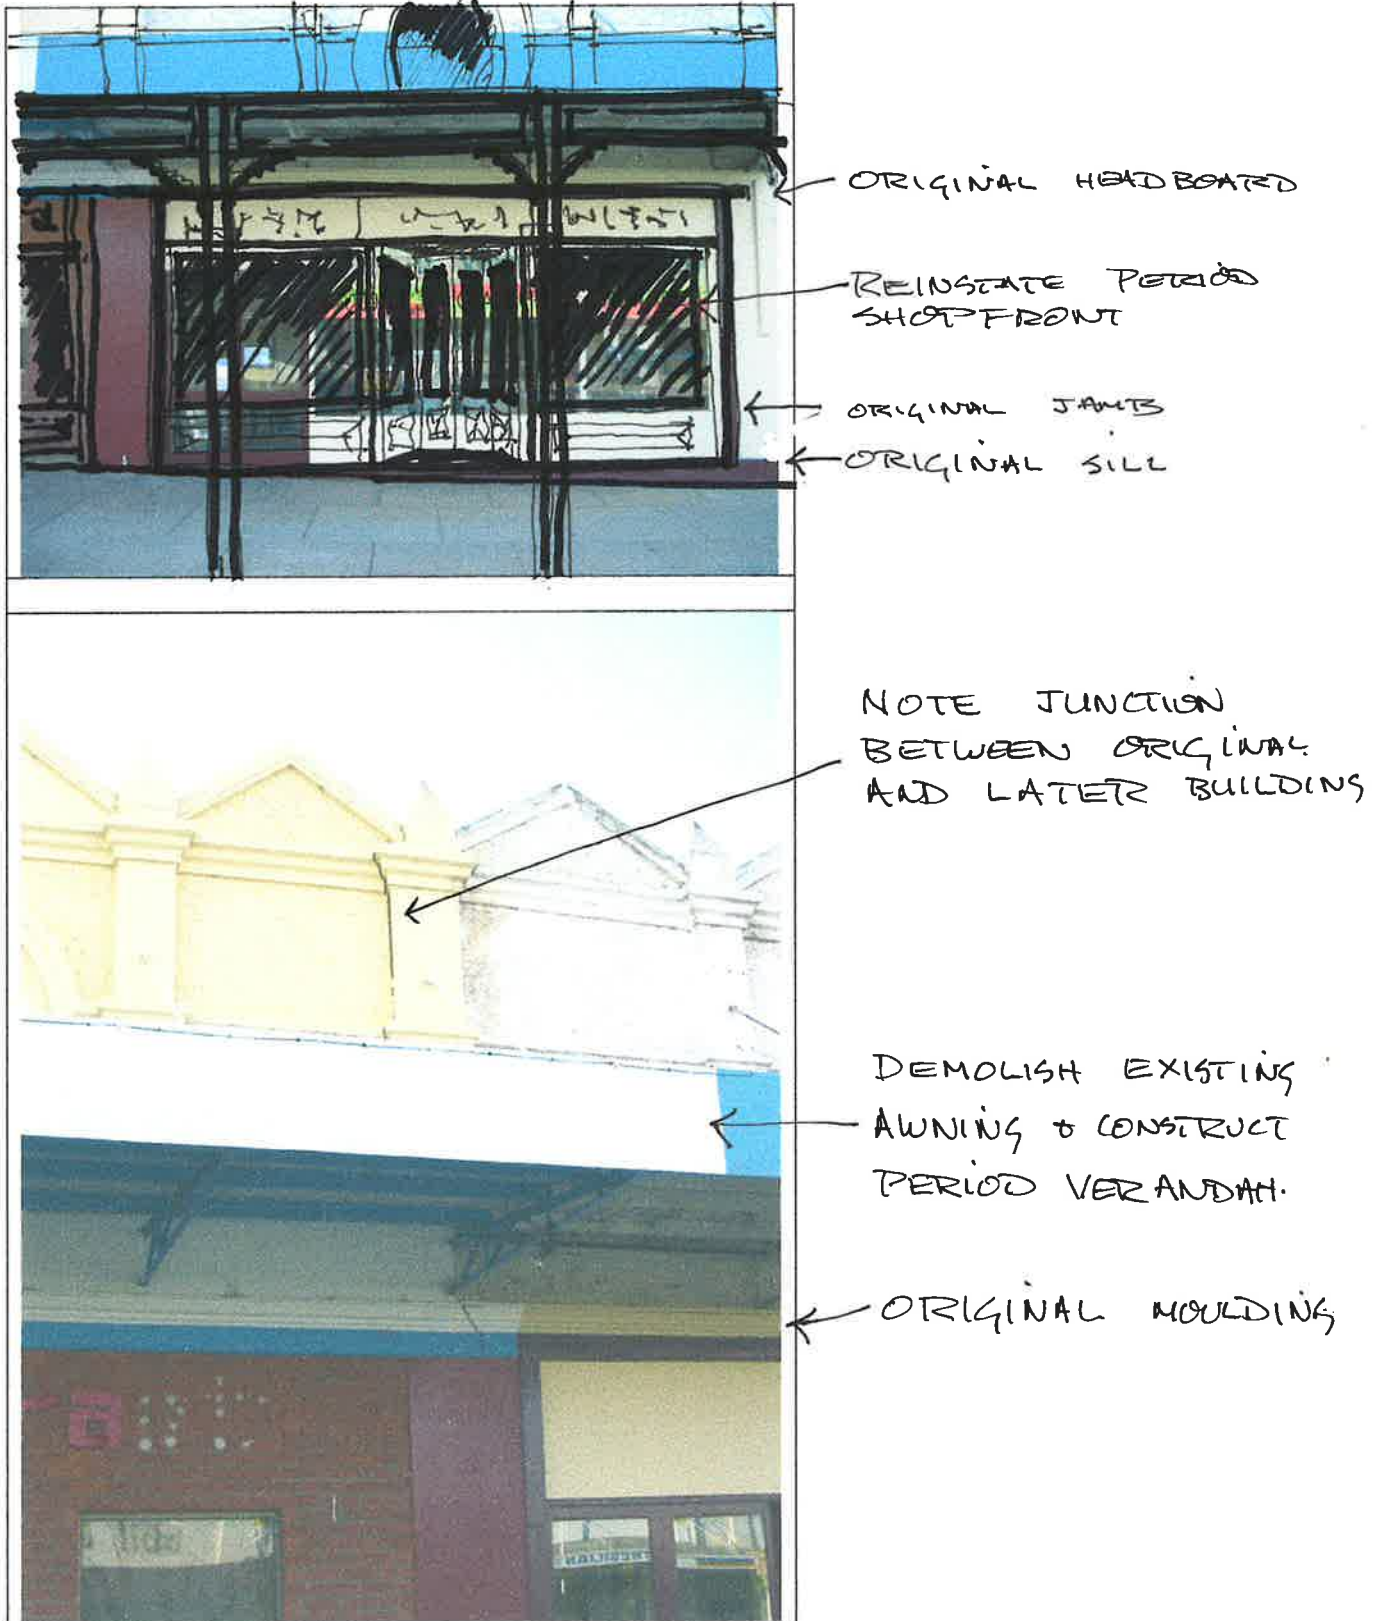 ORIGINAL HEADBOARD
REINSTATE PERIOD
SHOPFRONT
ORIGINAL JAMB
ORIGINAL SILL
NOTE JUNCTION
BETWEEN ORIGINAL
AND LATER BUILDING
DEMOLISH EXISTING
AWNING & CONSTRUCT
PERIOD VERANDAH.
ORIGINAL MOULDING